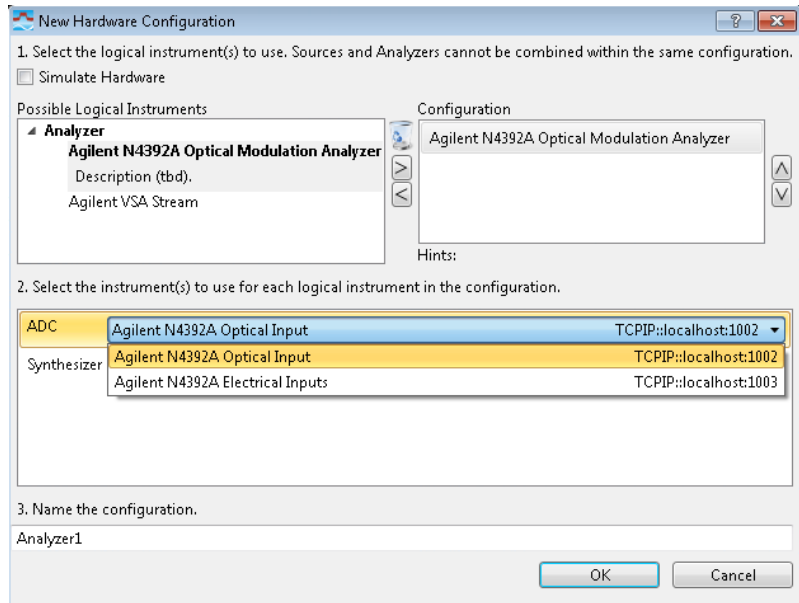 New Hardware Configuration
1. Select the logical instrument(s) to use. Sources and Analyzers cannot be combined within the same configuration.
Simulate Hardware
Possible Logical Instruments
Analyzer
Agilent N4392A Optical Modulation Analyzer
Description (tbd).
Agilent VSA Stream
Configuration
Agilent N4392A Optical Modulation Analyzer
Hints:
2. Select the instrument(s) to use for each logical instrument in the configuration.
ADC Agilent N4392A Optical Input TCPIP::localhost:1002
Synthesizer Agilent N4392A Optical Input TCPIP::localhost:1002
Agilent N4392A Electrical Inputs TCPIP::localhost:1003
3. Name the configuration.
Analyzer1
OK Cancel